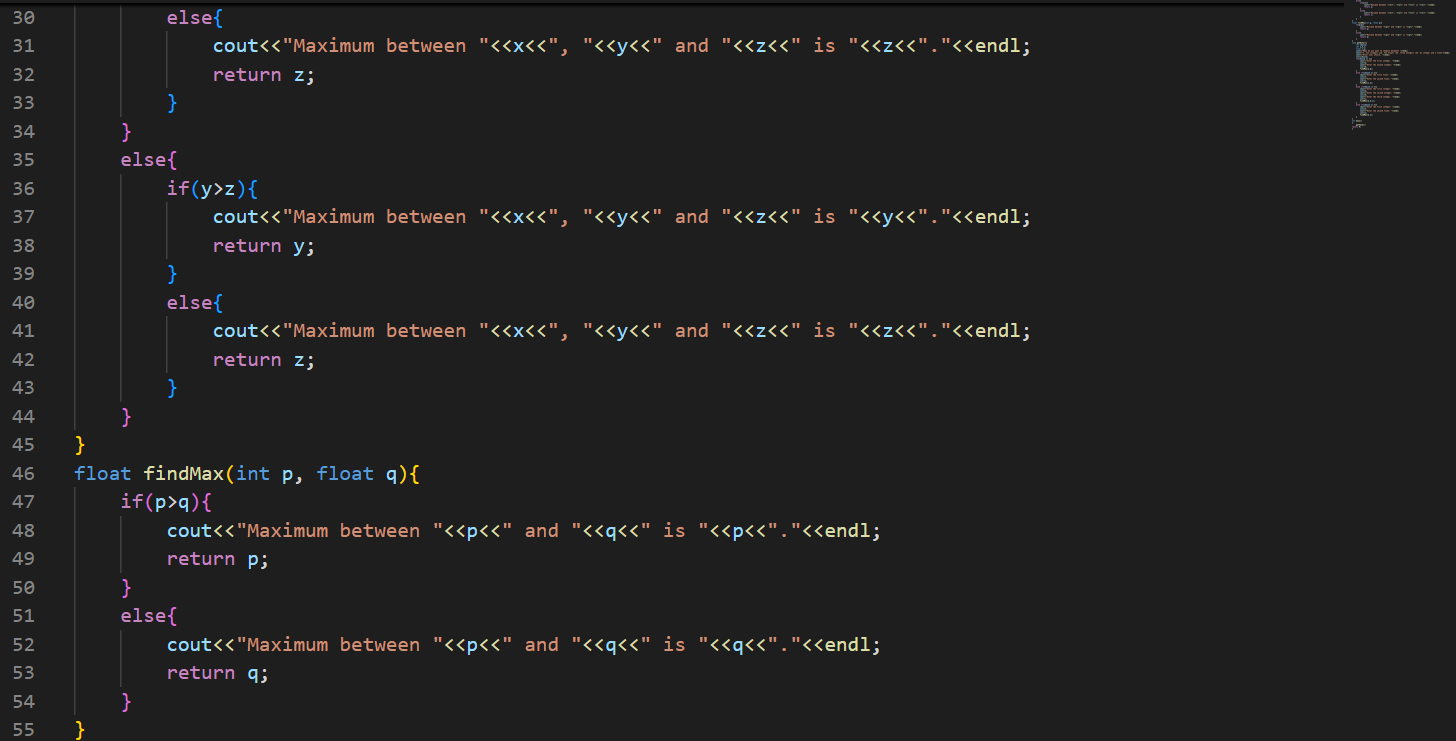 30 else{
31 cout<<"Maximum between "<<x<<", "<<y<<" and "<<z<<" is "<<z<<"."<<endl;
32 return z;
33 }
34 }
35 else{
36 if(y>z){
37 cout<<"Maximum between "<<x<<", "<<y<<" and "<<z<<" is "<<y<<"."<<endl;
38 return y;
39 }
40 else{
41 cout<<"Maximum between "<<x<<", "<<y<<" and "<<z<<" is "<<z<<"."<<endl;
42 return z;
43 }
44 }
45 }
46 float findMax(int p, float q){
47 if(p>q){
48 cout<<"Maximum between "<<p<<" and "<<q<<" is "<<p<<"."<<endl;
49 return p;
50 }
51 else{
52 cout<<"Maximum between "<<p<<" and "<<q<<" is "<<q<<"."<<endl;
53 return q;
54 }
55 }